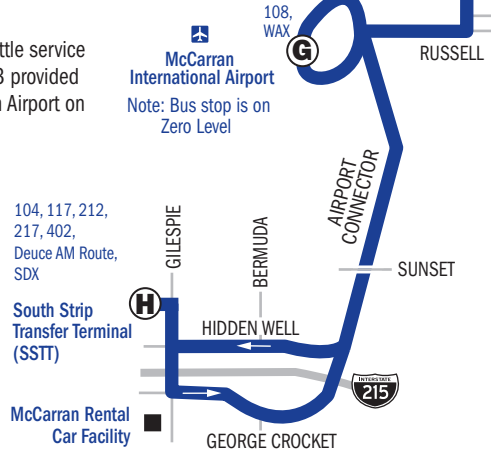 108,
WAX
G
McCarran
International Airport
Note: Bus stop is on
Zero Level
RUSSELL
AIRPORT
CONNECTOR
104, 117, 212,
217, 402,
Deuce AM Route,
SDX
GILESPIE
BERMUDA
SUNSET
H
South Strip
Transfer Terminal
(SSTT)
HIDDEN WELL
INTERSTATE
215
McCarran Rental
Car Facility
GEORGE CROCKET
service
provided
Airport on